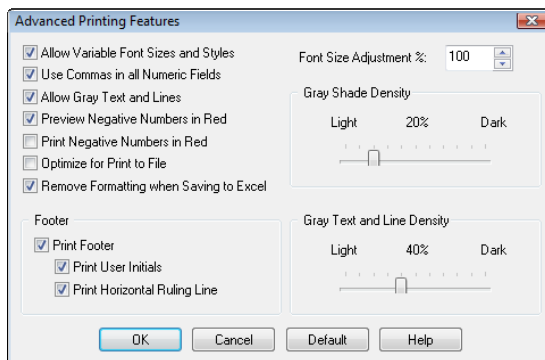 Advanced Printing Features
Allow Variable Font Sizes and Styles
Use Commas in all Numeric Fields
Allow Gray Text and Lines
Preview Negative Numbers in Red
Print Negative Numbers in Red
Optimize for Print to File
Remove Formatting when Saving to Excel
Font Size Adjustment %: 100
Gray Shade Density
Light 20% Dark
Footer
Print Footer
Print User Initials
Print Horizontal Ruling Line
Gray Text and Line Density
Light 40% Dark
OK Cancel Default Help